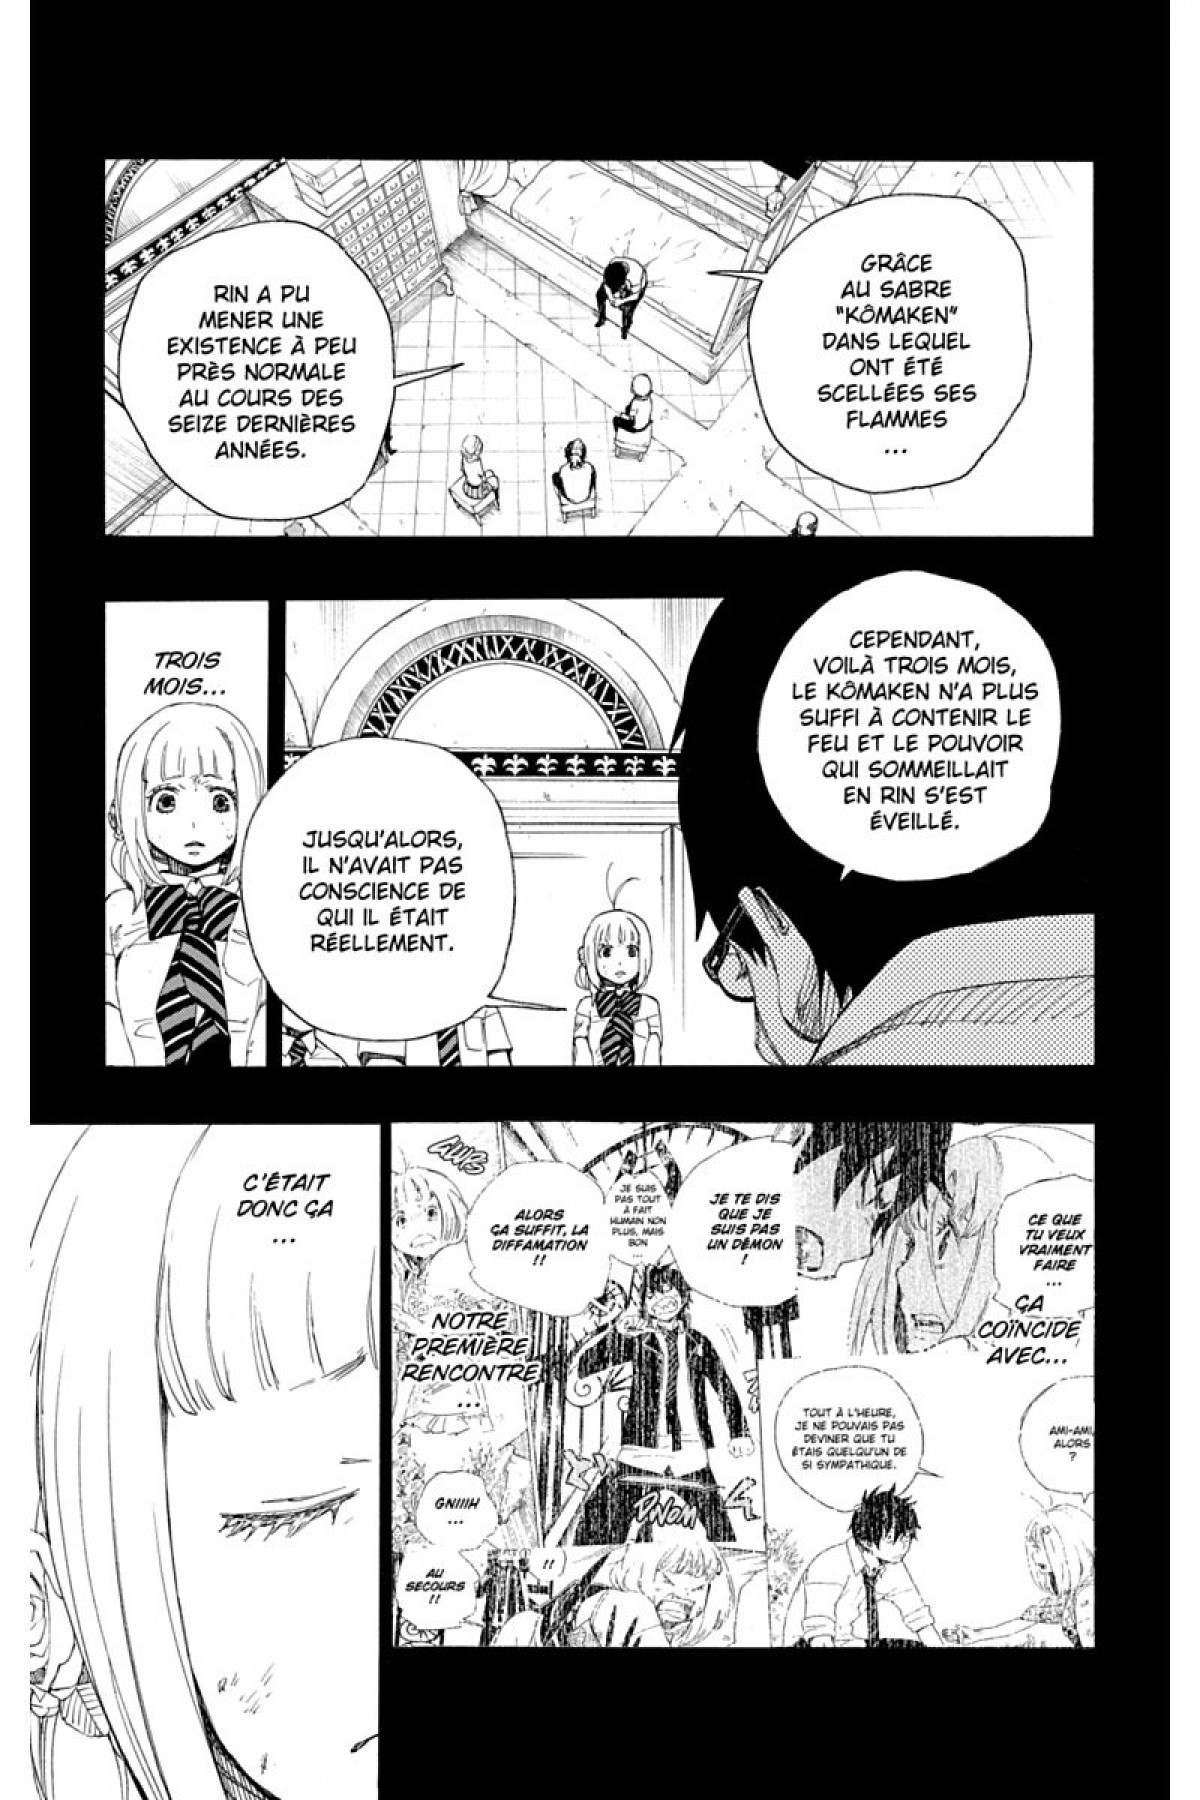 GRÂCE
AU SABRE
"KÔMAKEN"
DANS LEQUEL
ONT ÉTÉ
SCELLÉES SES
FLAMMES
...
RIN A PU
MENER UNE
EXISTENCE À PEU
PRÈS NORMALE
AU COURS DES
SEIZE DERNIÈRES
ANNÉES.
CEPENDANT,
VOILÀ TROIS MOIS,
LE KÔMAKEN N'A PLUS
SUFFI À CONTENIR LE
FEU ET LE POUVOIR
QUI SOMMEILLAIT
EN RIN S'EST
ÉVEILLÉ.
JUSQU'ALORS,
IL N'AVAIT PAS
CONSCIENCE DE
QUI IL ÉTAIT
RÉELLEMENT.
TROIS
MOIS...
CE QUE
TU VEUX
VRAIMENT
FAIRE
...
ÇA
COÏNCIDE
AVEC...
JE TE DIS
QUE JE
SUIS PAS
UN DÉMON
!
JE SUIS
PAS TOUT
À FAIT
HUMAIN NON
PLUS, MAIS
BON
...
ALORS
ÇA SUFFIT, LA
DIFFAMATION
!!
NOTRE
PREMIÈRE
RENCONTRE
...
AMI-AMI,
ALORS
?
TOUT À L'HEURE,
JE NE POUVAIS PAS
DEVINER QUE TU
ÉTAIS QUELQU'UN DE
SI SYMPATHIQUE.
GNIIIH
...
!!
AU
SECOURS
!!
C'ÉTAIT
DONC ÇA
...